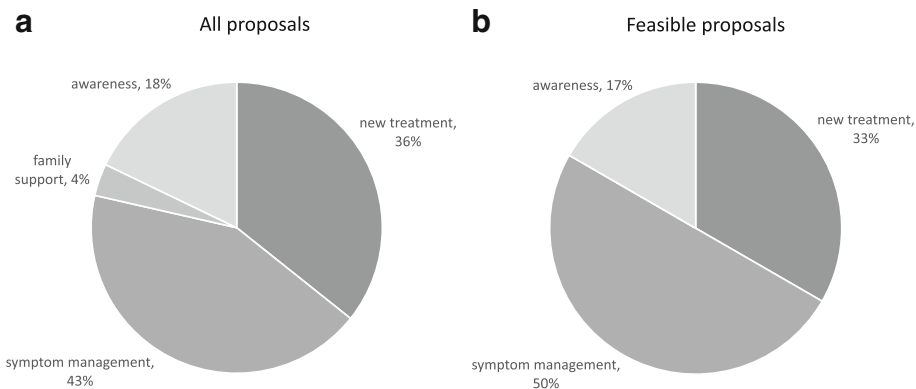 a
All proposals
awareness, 18%
new treatment,
36%
family
support, 4%
symptom management,
43%
b
Feasible proposals
awareness, 17%
new treatment,
33%
symptom management,
50%